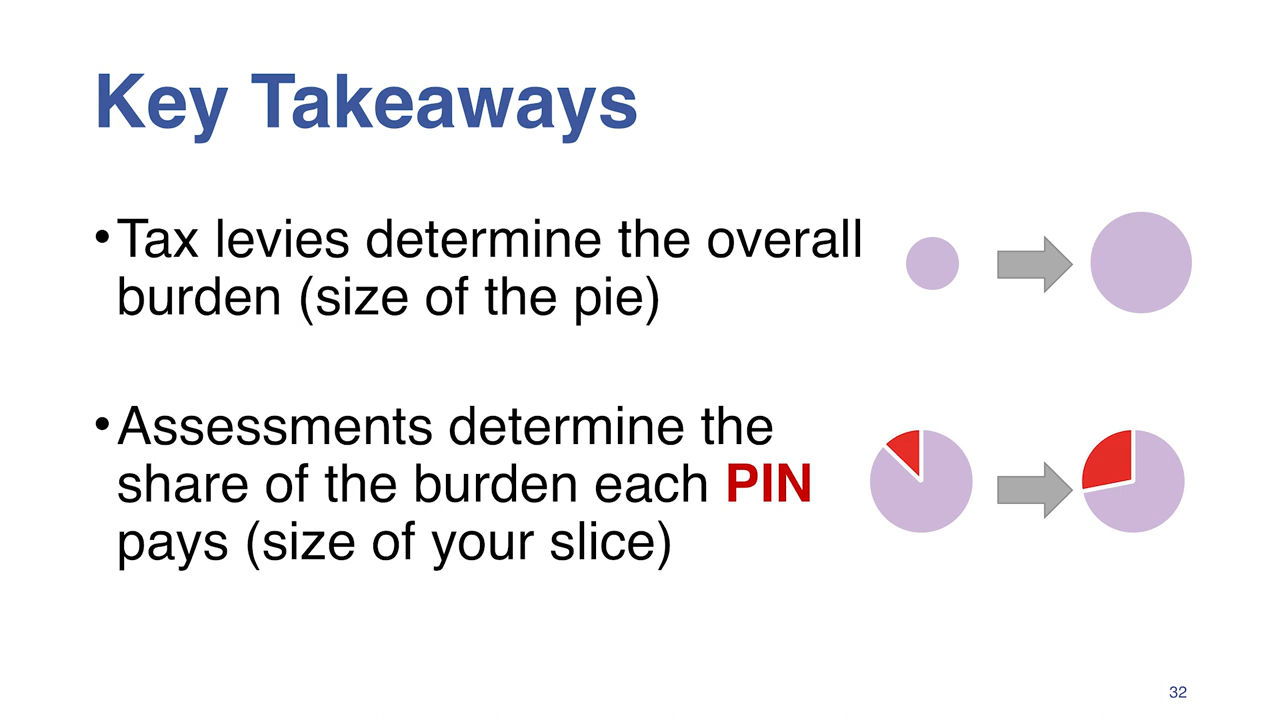 Key Takeaways
•Tax levies determine the overall
burden (size of the pie)
•Assessments determine the
share of the burden each PIN
pays (size of your slice)
32